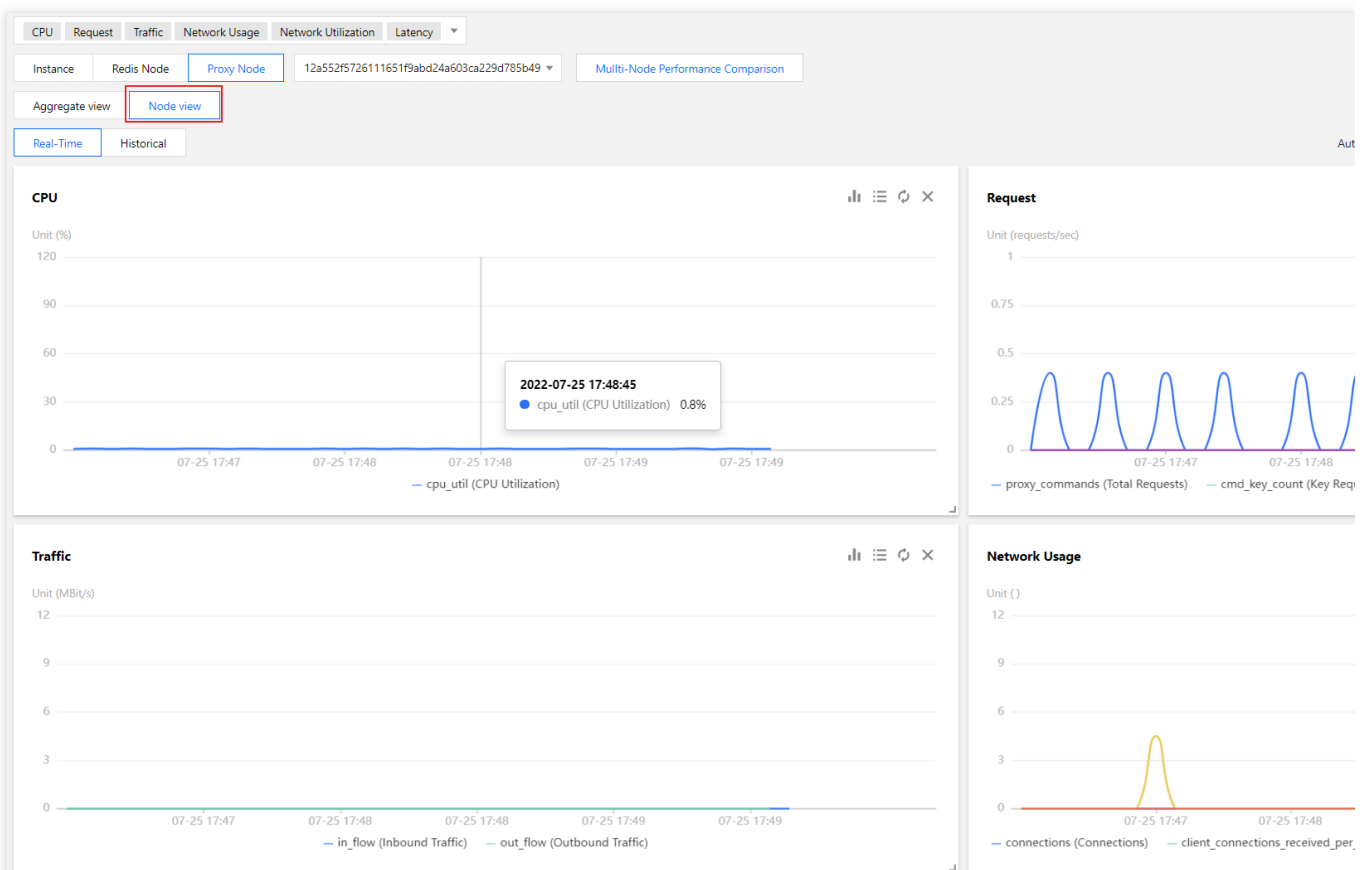 CPU Request Traffic Network Usage Network Utilization Latency
Instance Redis Node Proxy Node 12a552f5726111651f9abd24a603ca229d785b49 Mullti-Node Performance Comparison
Aggregate view Node view
Real-Time Historical Aut
CPU
Unit (%)
120
90
60
30
0
2022-07-25 17:48:45
cpu_util (CPU Utilization) 0.8%
07-25 17:47 07-25 17:48 07-25 17:48 07-25 17:49 07-25 17:49
cpu_util (CPU Utilization)
Request
Unit (requests/sec)
1
0.75
0.5
0.25
0
07-25 17:47 07-25 17:48
proxy_commands (Total Requests) cmd_key_count (Key Requ
Traffic
Unit (MBit/s)
12
9
6
3
0
07-25 17:47 07-25 17:48 07-25 17:48 07-25 17:49 07-25 17:49
in_flow (Inbound Traffic) out_flow (Outbound Traffic)
Network Usage
Unit ( )
12
9
6
3
0
07-25 17:47 07-25 17:48
connections (Connections) client_connections_received_per_